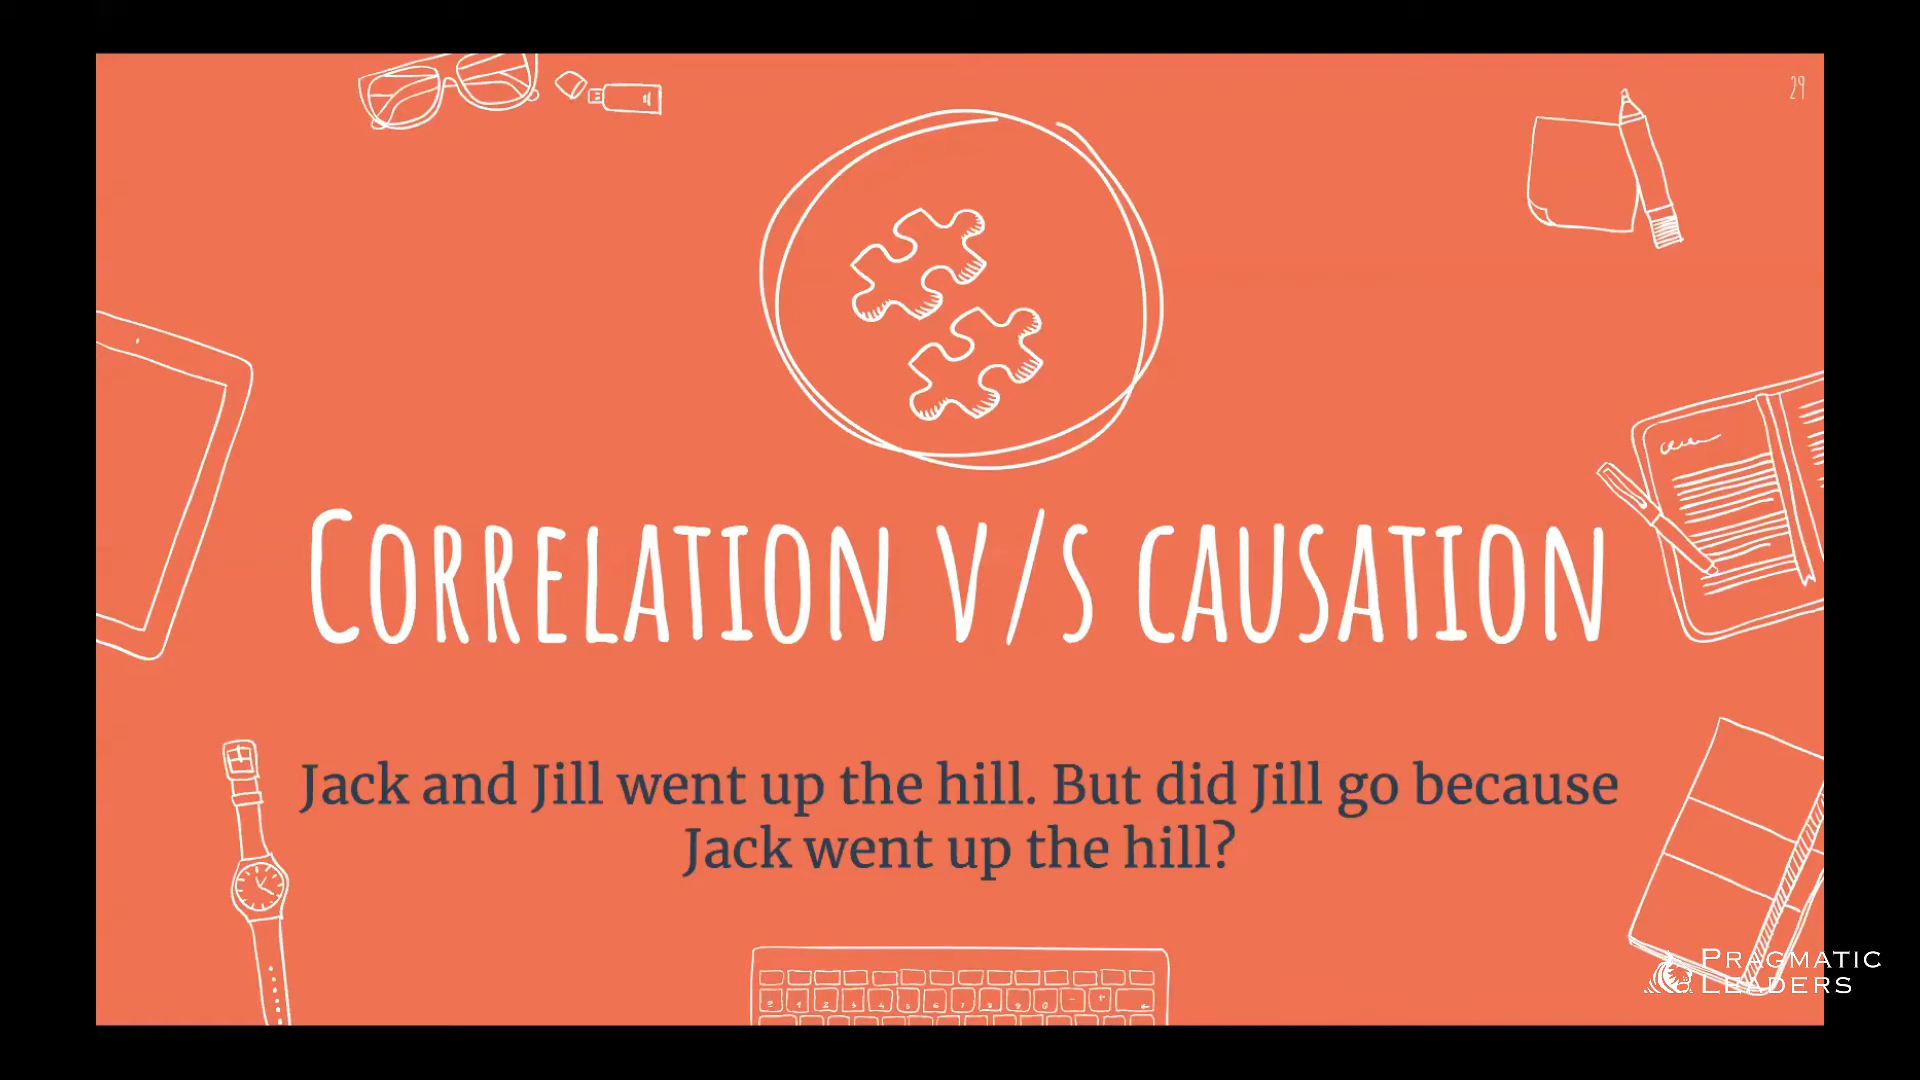 29
CORRELATION V/S CAUSATION
Jack and Jill went up the hill. But did Jill go because
Jack went up the hill?
PRAGMATIC
LEADERS